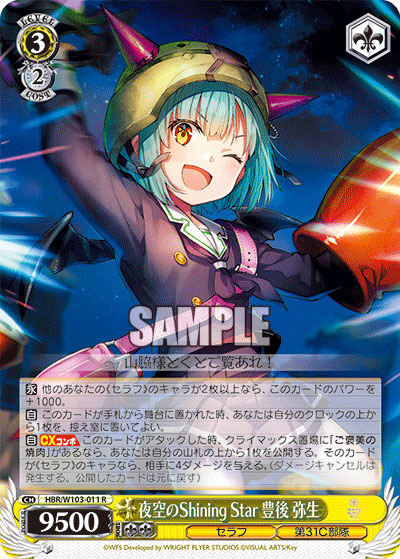 LEVEL
3
2
COST
SAMPLE
山脇様とくとご覧あれ!
永 他のあなたの《セラフ》のキャラが2枚以上なら、このカードのパワーを
+1000。
自 このカードが手札から舞台に置かれた時、あなたは自分のクロックの上か
ら1枚を、控え室に置いてよい。
自 CXコンボ このカードがアタックした時、クライマックス置場に「ご褒美の
焼肉」があるなら、あなたは自分の山札の上から1枚を公開する。そのカード
が《セラフ》のキャラなら、相手に4ダメージを与える。(ダメージキャンセルは
発生する。公開したカードは元に戻す)
CH HBR/W103-011 R
9500
夜空のShining Star 豊後 弥生
セラフ
第31C部隊
©WFS Developed by WRIGHT FLYER STUDIOS ©VISUAL ARTS/Key